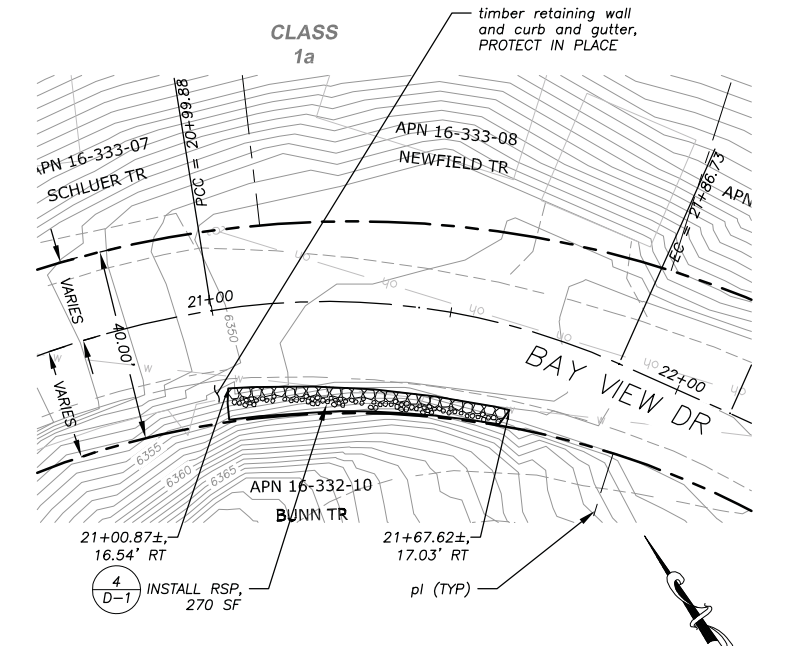 timber retaining wall
and curb and gutter,
PROTECT IN PLACE
CLASS
1a
PCC = 20+99.88
APN 16-333-07
SCHLUER TR
APN 16-333-08
NEWFIELD TR
EC = 21+86.73
APN
VARIES
40.00'
VARIES
21+00
6350
BAY VIEW DR
22+00
w
w
w
w
6355
6360
6365
APN 16-332-10
BUNN TR
21+00.87±,
16.54' RT
21+67.62±,
17.03' RT
4
D-1
INSTALL RSP,
270 SF
pl (TYP)